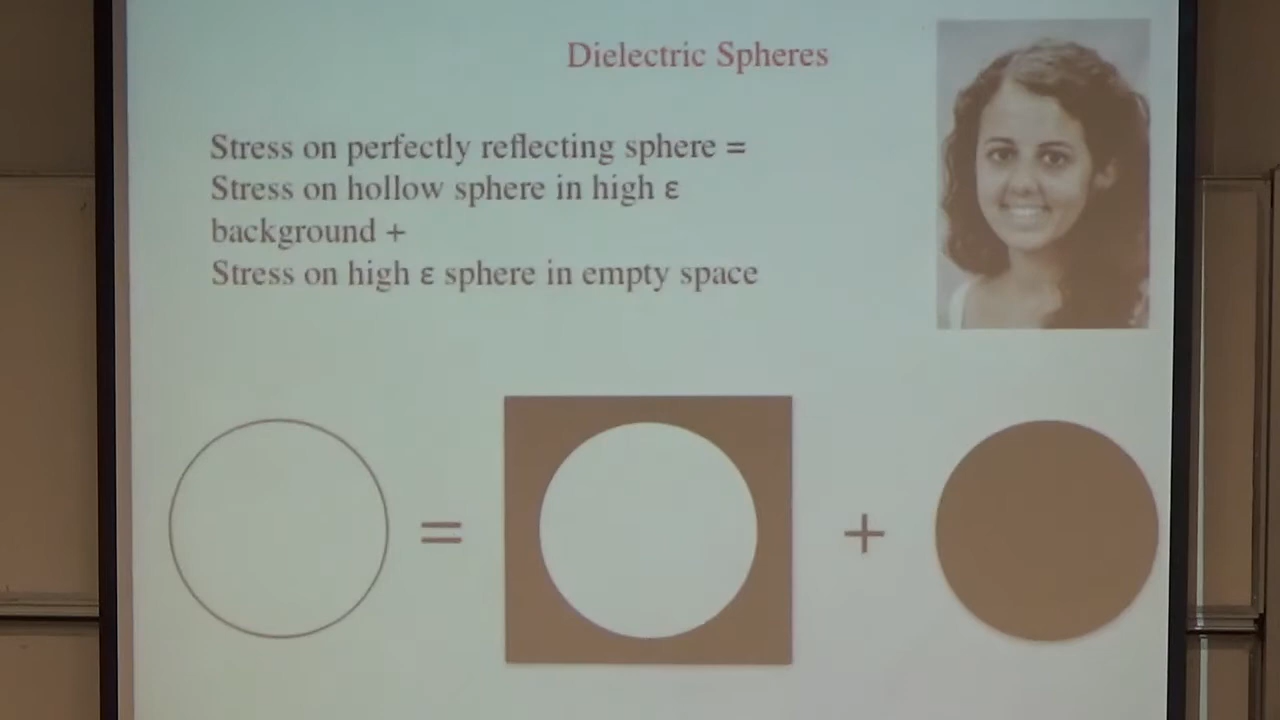 Dielectric Spheres
Stress on perfectly reflecting sphere =
Stress on hollow sphere in high ε
background +
Stress on high ε sphere in empty space
= +